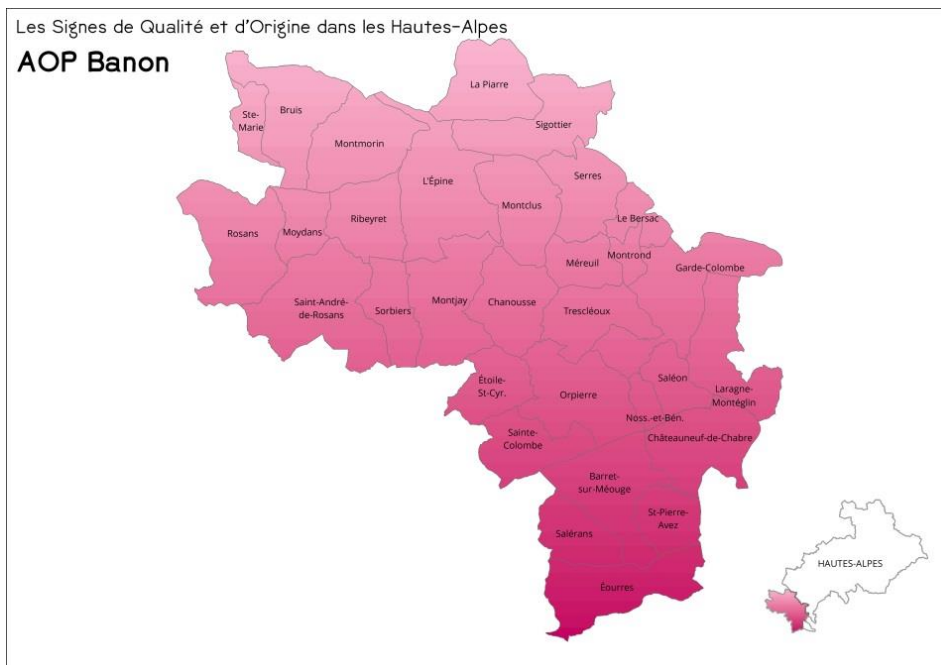 Les Signes de Qualité et d'Origine dans les Hautes-Alpes
AOP Banon
La Piarre
Bruis
Ste-
Marie
Sigottier
Montmorin
L'Épine
Serres
Montclus
Ribeyret
Le Bersac
Rosans
Moydans
Montrond
Méreuil
Garde-Colombe
Saint-André-
de-Rosans
Sorbiers
Montjay
Chanousse
Trescléoux
Étoile-
St-Cyr.
Saléon
Orpierre
Laragne-
Montéglin
Noss.-et-Bén.
Sainte-
Colombe
Châteauneuf-de-Chabre
Barret-
sur-Méouge
St-Pierre-
Avez
Salérans
Éourres
HAUTES-ALPES